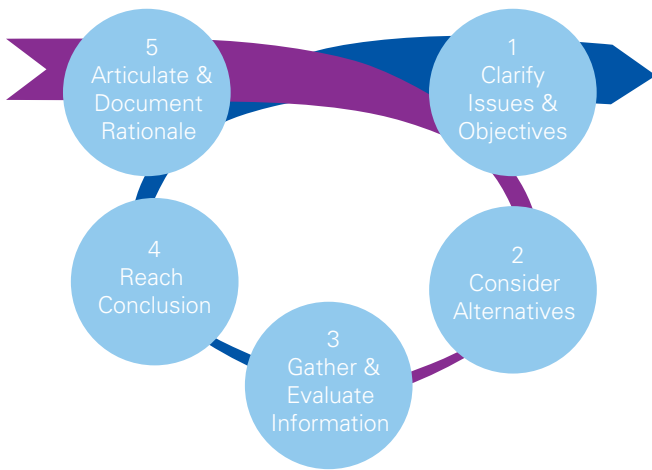 1
Clarify
Issues &
Objectives
2
Consider
Alternatives
3
Gather &
Evaluate
Information
4
Reach
Conclusion
5
Articulate &
Document
Rationale